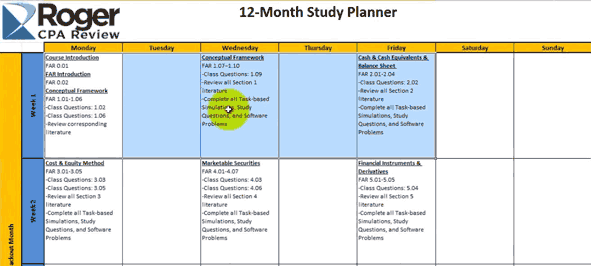 Roger
CPA Review
12-Month Study Planner
Monday
Tuesday
Wednesday
Thursday
Friday
Saturday
Sunday
Week 1
Course Introduction
FAR 0.01
FAR Introduction
FAR 0.02
Conceptual Framework
FAR 1.01-1.06
-Class Questions: 1.02
-Class Questions: 1.06
-Review corresponding
literature
Conceptual Framework
FAR 1.07–1.10
-Class Questions: 1.09
-Review all Section 1
literature
-Complete all Task-based
Simulations, Study
Questions, and Software
Problems
Cash & Cash Equivalents &
Balance Sheet
FAR 2.01-2.04
-Class Questions: 2.02
-Review all Section 2
literature
-Complete all Task-based
Simulations, Study
Questions, and Software
Problems
Week 2
Cost & Equity Method
FAR 3.01-3.05
-Class Questions: 3.03
-Class Questions: 3.05
-Review all Section 3
literature
-Complete all Task-based
Simulations, Study
Questions, and Software
Problems
Marketable Securities
FAR 4.01-4.07
-Class Questions: 4.03
-Class Questions: 4.06
-Review all Section 4
literature
-Complete all Task-based
Simulations, Study
Questions, and Software
Problems
Financial Instruments &
Derivatives
FAR 5.01-5.05
-Class Questions: 5.04
-Review all Section 5
literature
-Complete all Task-based
Simulations, Study
Questions, and Software
Problems
Month